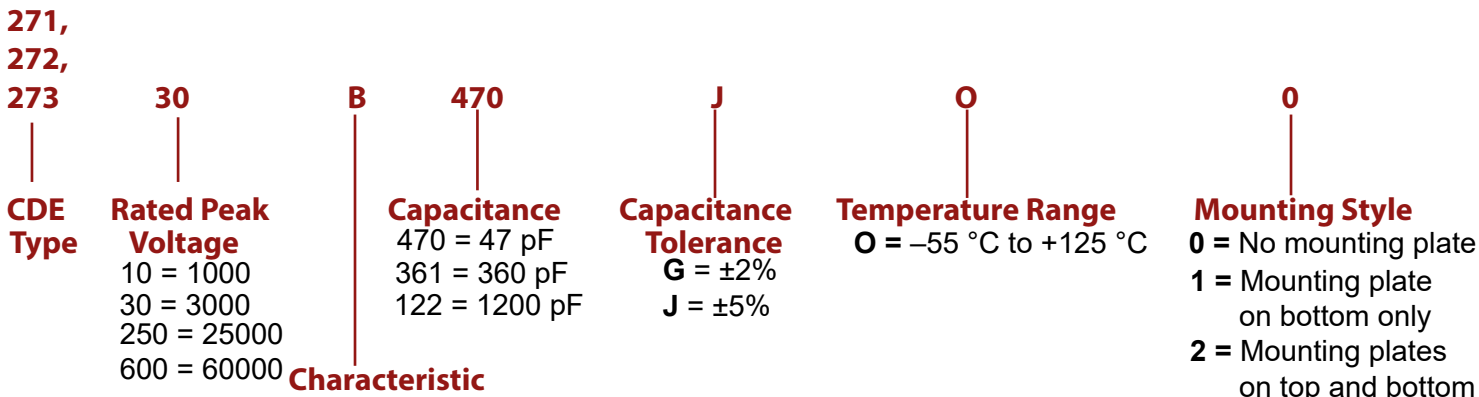 271,
272,
273 30 B 470 J O 0
CDE Type
Rated Peak Voltage
10 = 1000
30 = 3000
250 = 25000
600 = 60000
Characteristic
Capacitance
470 = 47 pF
361 = 360 pF
122 = 1200 pF
Capacitance Tolerance
G = ±2%
J = ±5%
Temperature Range
O = –55 °C to +125 °C
Mounting Style
0 = No mounting plate
1 = Mounting plate
on bottom only
2 = Mounting plates
on top and bottom